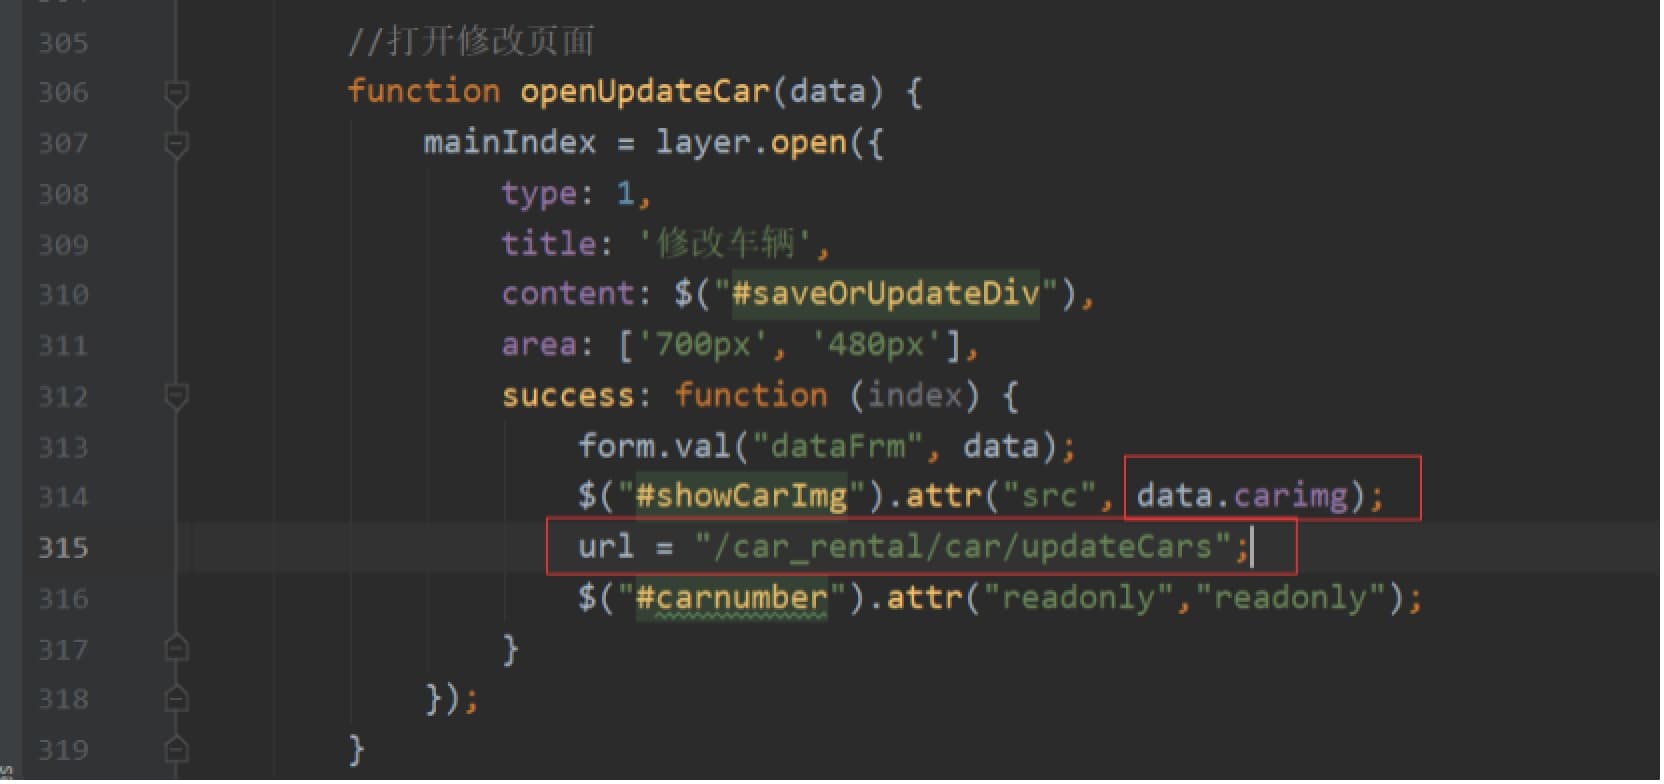 305 //打开修改页面
306 function openUpdateCar(data) {
307 mainIndex = layer.open({
308 type: 1,
309 title: '修改车辆',
310 content: $("#saveOrUpdateDiv"),
311 area: ['700px', '480px'],
312 success: function (index) {
313 form.val("dataFrm", data);
314 $("#showCarImg").attr("src", data.carimg);
315 url = "/car_rental/car/updateCars";
316 $("#carnumber").attr("readonly","readonly");
317 }
318 });
319 }